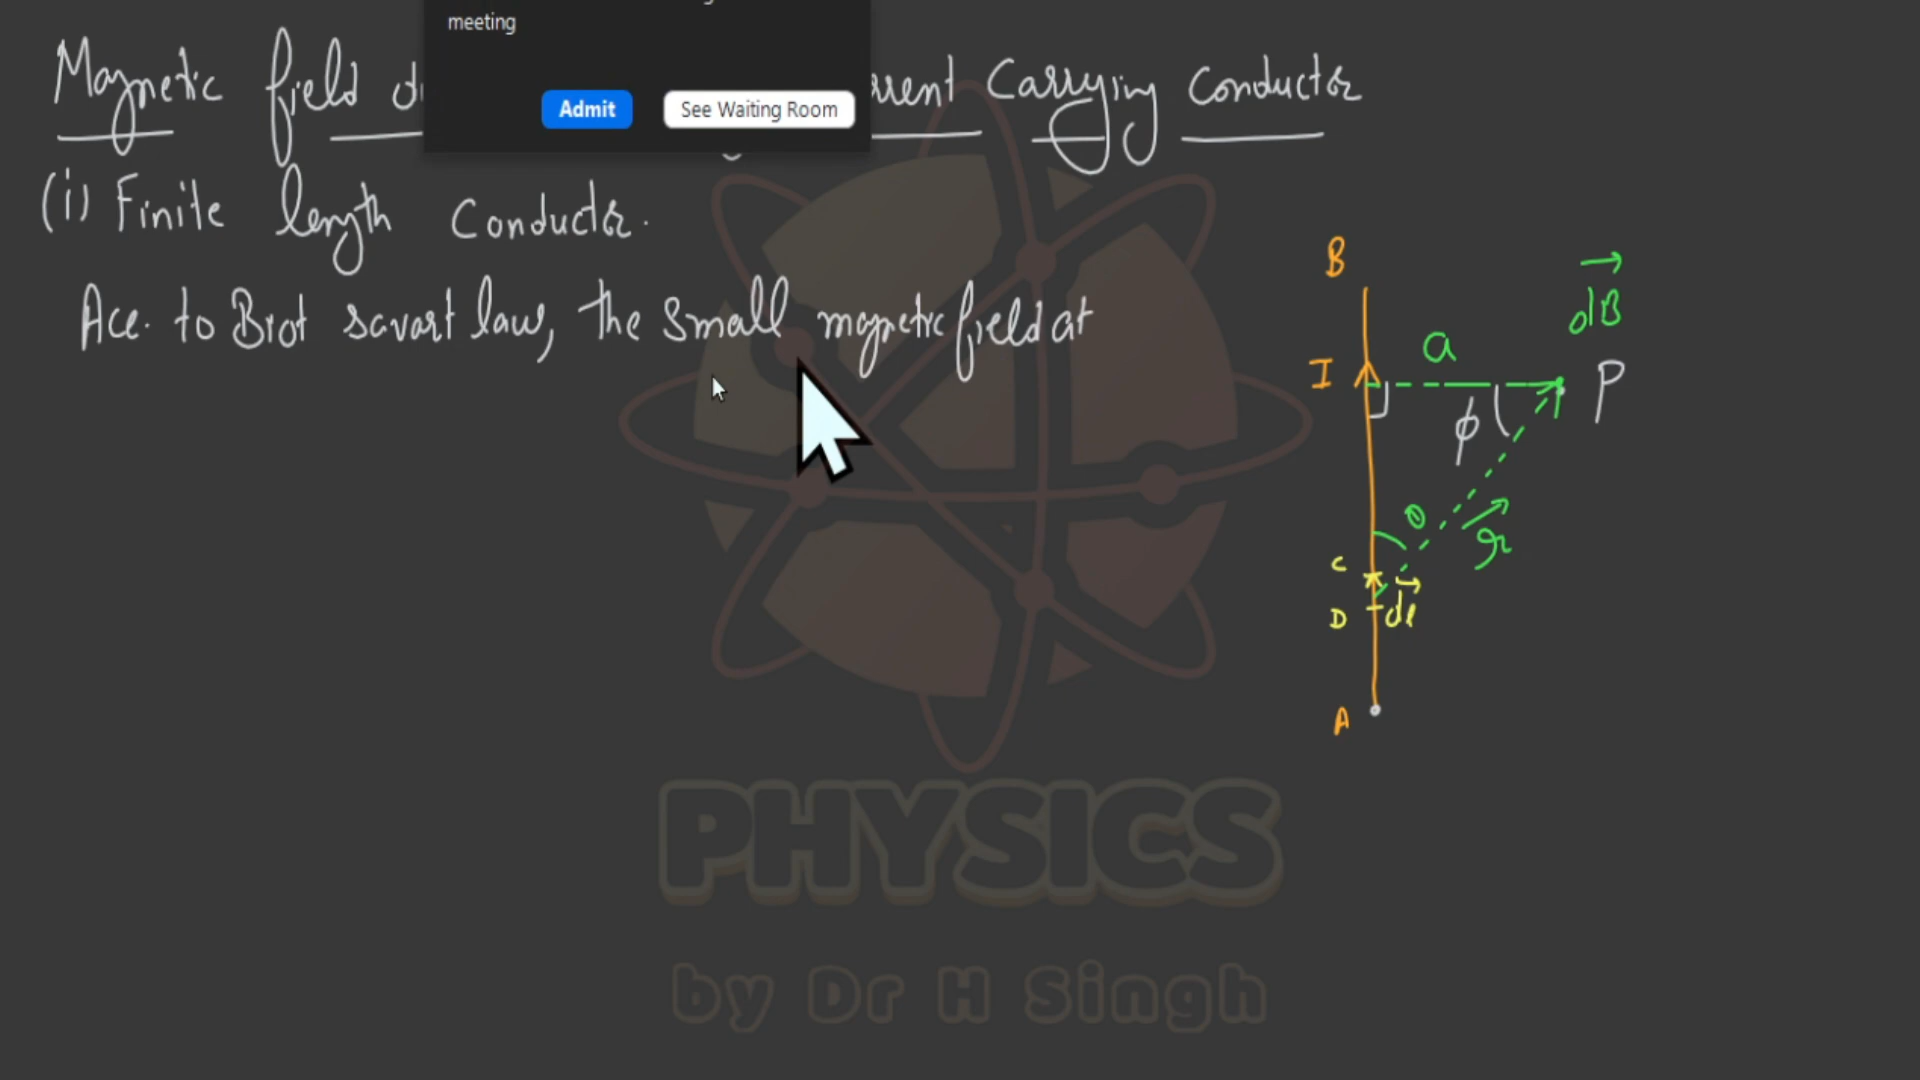 meeting
Admit See Waiting Room
Magnetic field Carrying Conductor
(i) Finite length Conductor.
Acc. to Biot savart law, the small magnetic field at
B
dB
a
I
P
ϕ
θ
r
C
D dl
A
PHYSICS
by Dr H Singh